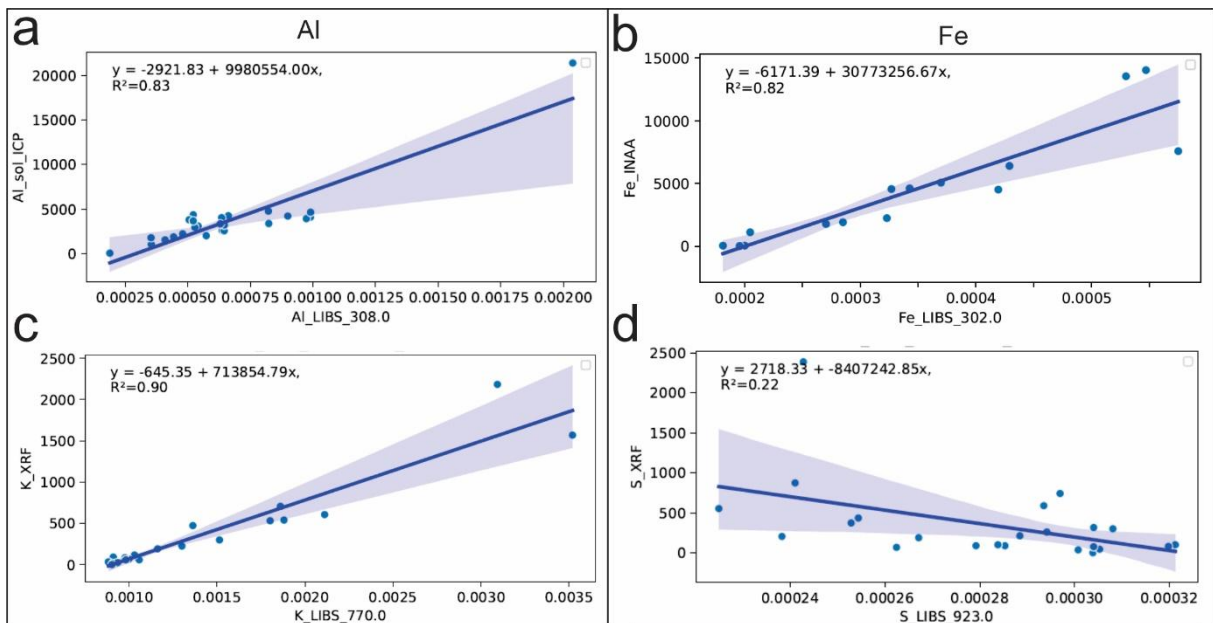 a
Al
y = -2921.83 + 9980554.00x,
R²=0.83
20000
15000
10000
5000
0
Al_sol_ICP
0.00025 0.00050 0.00075 0.00100 0.00125 0.00150 0.00175 0.00200
Al_LIBS_308.0
b
Fe
y = -6171.39 + 30773256.67x,
R²=0.82
15000
10000
5000
0
Fe_INAA
0.0002 0.0003 0.0004 0.0005
Fe_LIBS_302.0
c
y = -645.35 + 713854.79x,
R²=0.90
2500
2000
1500
1000
500
0
K_XRF
0.0010 0.0015 0.0020 0.0025 0.0030 0.0035
K_LIBS_770.0
d
y = 2718.33 + -8407242.85x,
R²=0.22
2500
2000
1500
1000
500
0
S_XRF
0.00024 0.00026 0.00028 0.00030 0.00032
S_LIBS_923.0